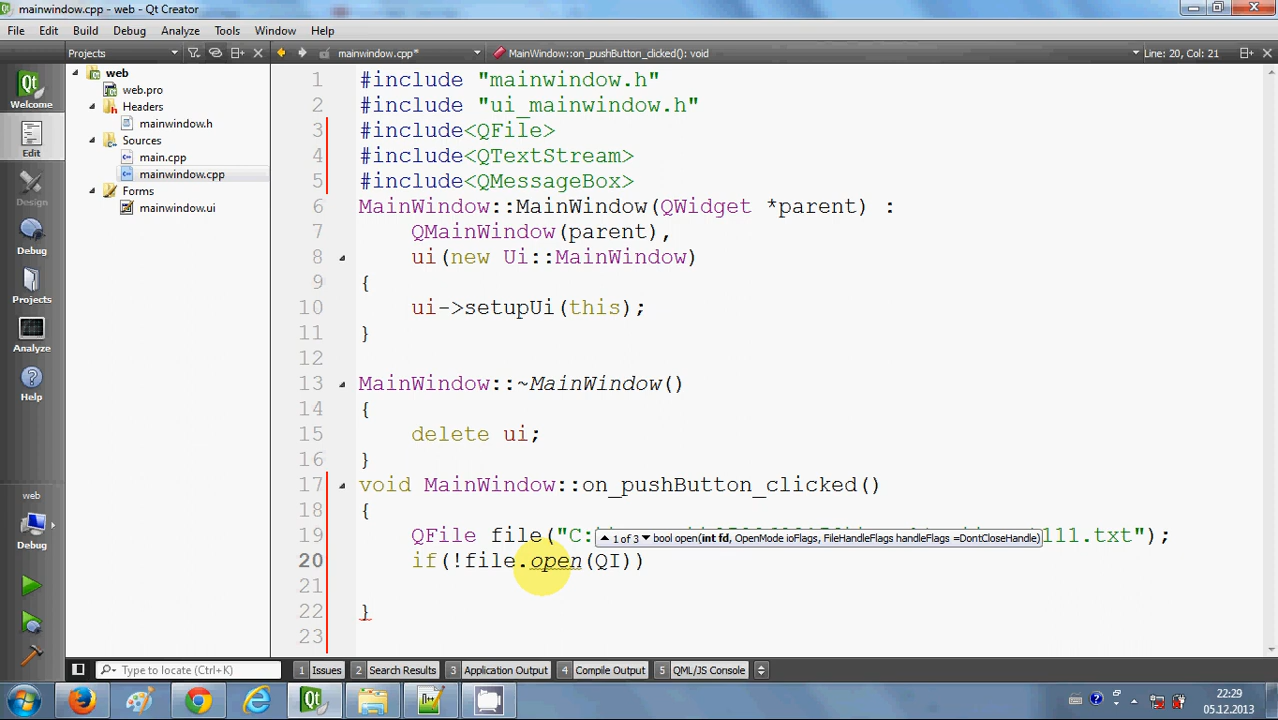 mainwindow.cpp - web - Qt Creator
File Edit Build Debug Analyze Tools Window Help
Projects mainwindow.cpp* MainWindow::on_pushButton_clicked(): void Line: 20, Col: 21
Welcome
Edit
Design
Debug
Projects
Analyze
Help
web
Debug
web
web.pro
Headers
mainwindow.h
Sources
main.cpp
mainwindow.cpp
Forms
mainwindow.ui
1 #include "mainwindow.h"
2 #include "ui_mainwindow.h"
3 #include<QFile>
4 #include<QTextStream>
5 #include<QMessageBox>
6 MainWindow::MainWindow(QWidget *parent) :
7 QMainWindow(parent),
8 ui(new Ui::MainWindow)
9 {
10 ui->setupUi(this);
11 }
12
13 MainWindow::~MainWindow()
14 {
15 delete ui;
16 }
17 void MainWindow::on_pushButton_clicked()
18 {
19 QFile file("C: 111.txt");
1 of 3 bool open(int fd, OpenMode ioFlags, FileHandleFlags handleFlags =DontCloseHandle)
20 if(!file.open(QI))
21
22 }
23
Type to locate (Ctrl+K) 1 Issues 2 Search Results 3 Application Output 4 Compile Output 5 QML/JS Console
22:29
05.12.2013